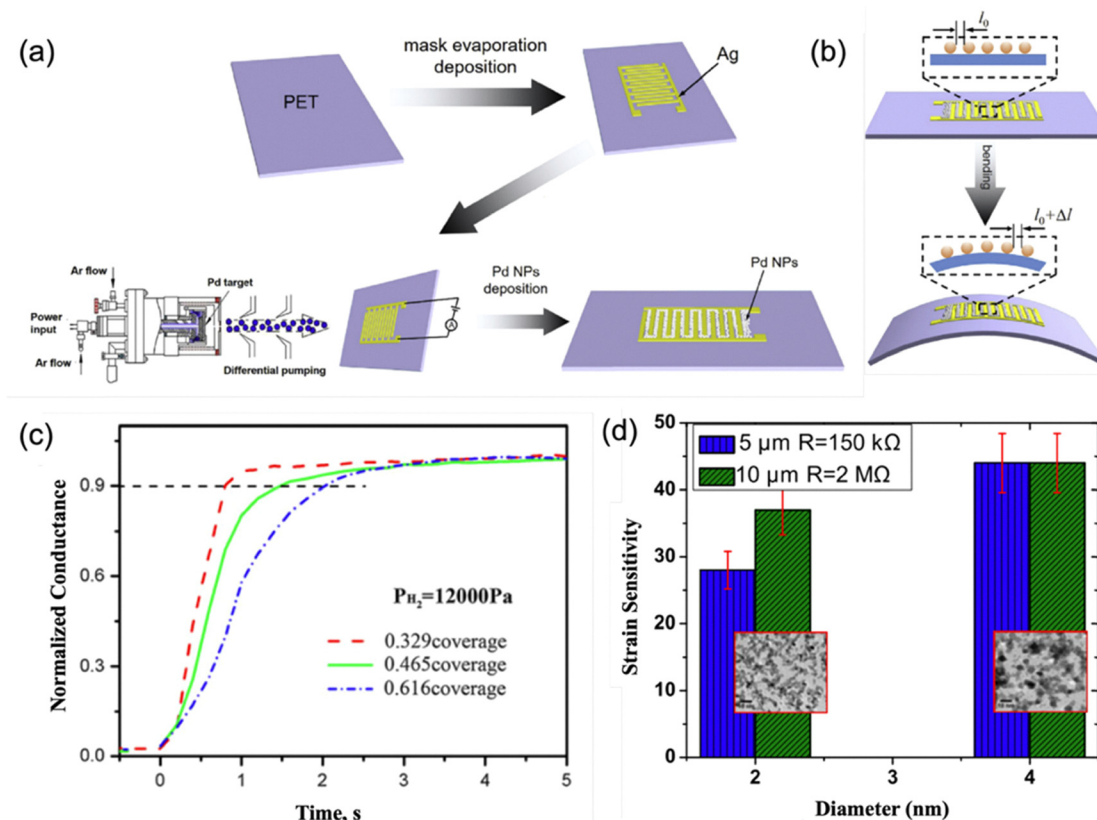 (a)
mask evaporation
deposition
PET
Ag
Ar flow
Pd target
Power
input
Ar flow
Differential pumping
A
Pd NPs
deposition
Pd NPs
(b)
l₀
bending
l₀+Δl
(c)
Normalized Conductance
0.9
0.6
0.3
0.0
P_H₂=12000Pa
0.329coverage
0.465coverage
0.616coverage
0 1 2 3 4 5
Time, s
(d)
Strain Sensitivity
50
40
30
20
10
0
5 μm R=150 kΩ
10 μm R=2 MΩ
2 3 4
Diameter (nm)